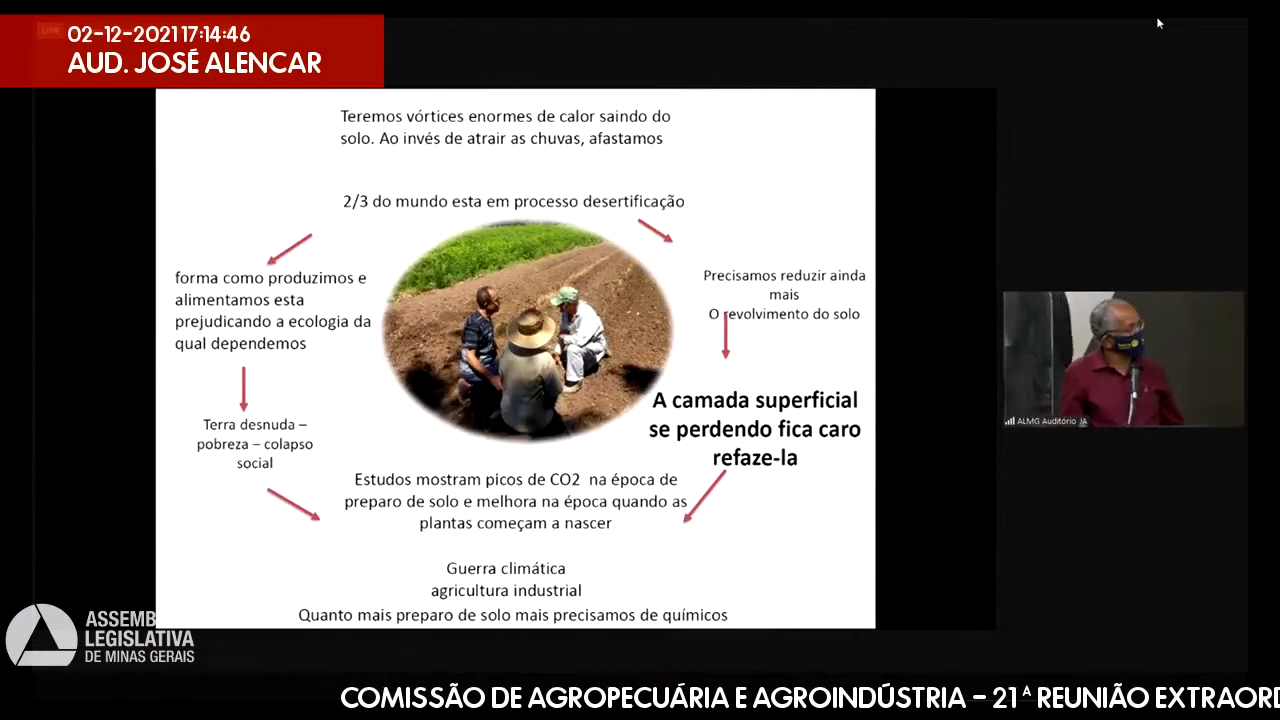 LIVE
02-12-2021 17:14:46
AUD. JOSÉ ALENCAR
Teremos vórtices enormes de calor saindo do
solo. Ao invés de atrair as chuvas, afastamos
2/3 do mundo esta em processo desertificação
forma como produzimos e
alimentamos esta
prejudicando a ecologia da
qual dependemos
Precisamos reduzir ainda
mais
O revolvimento do solo
Terra desnuda –
pobreza – colapso
social
A camada superficial
se perdendo fica caro
refaze-la
Estudos mostram picos de CO2 na época de
preparo de solo e melhora na época quando as
plantas começam a nascer
Guerra climática
agricultura industrial
Quanto mais preparo de solo mais precisamos de químicos
ALMG Auditório JA
ASSEMB
LEGISLATIVA
DE MINAS GERAIS
COMISSÃO DE AGROPECUÁRIA E AGROINDÚSTRIA – 21ª REUNIÃO EXTRAORD